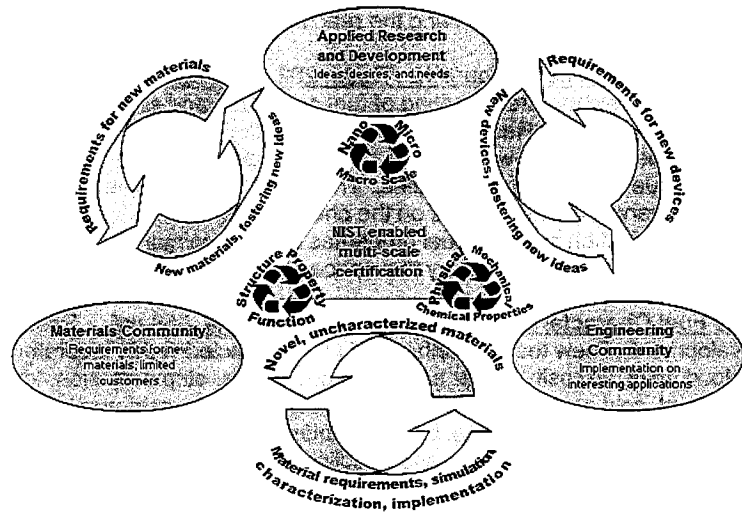 Applied Research
and Development
Ideas, desires, and needs
Requirements for new materials
New materials, fostering new ideas
Requirements for new devices
New devices, fostering new ideas
Nano Micro
Macro Scale
NIST enabled
multi-scale
certification
Structure Property
Function
Physical Mechanical
Chemical Properties
Materials Community
Requirements for new
materials, limited
customers
Engineering
Community
Implementation on
interesting applications
Novel, uncharacterized materials
Material requirements, simulation
characterization, implementation